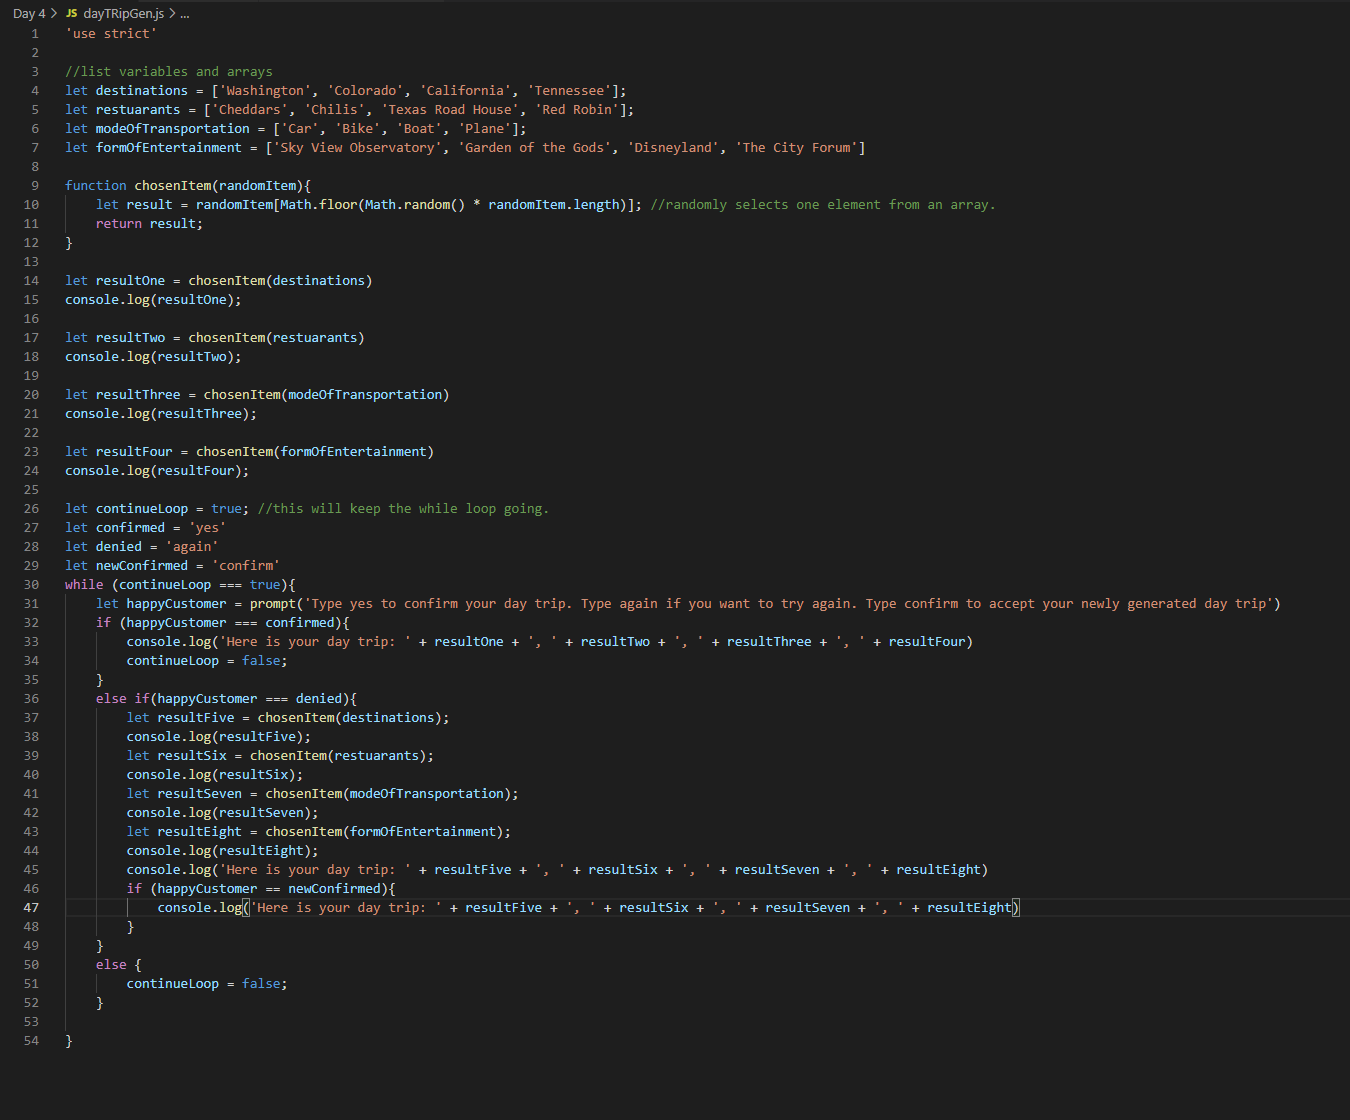 Day 4 > JS dayTRipGen.js > ...
1 'use strict'
2
3 //list variables and arrays
4 let destinations = ['Washington', 'Colorado', 'California', 'Tennessee'];
5 let restuarants = ['Cheddars', 'Chilis', 'Texas Road House', 'Red Robin'];
6 let modeOfTransportation = ['Car', 'Bike', 'Boat', 'Plane'];
7 let formOfEntertainment = ['Sky View Observatory', 'Garden of the Gods', 'Disneyland', 'The City Forum']
8
9 function chosenItem(randomItem){
10     let result = randomItem[Math.floor(Math.random() * randomItem.length)]; //randomly selects one element from an array.
11     return result;
12 }
13
14 let resultOne = chosenItem(destinations)
15 console.log(resultOne);
16
17 let resultTwo = chosenItem(restuarants)
18 console.log(resultTwo);
19
20 let resultThree = chosenItem(modeOfTransportation)
21 console.log(resultThree);
22
23 let resultFour = chosenItem(formOfEntertainment)
24 console.log(resultFour);
25
26 let continueLoop = true; //this will keep the while loop going.
27 let confirmed = 'yes'
28 let denied = 'again'
29 let newConfirmed = 'confirm'
30 while (continueLoop === true){
31     let happyCustomer = prompt('Type yes to confirm your day trip. Type again if you want to try again. Type confirm to accept your newly generated day trip')
32     if (happyCustomer === confirmed){
33         console.log('Here is your day trip: ' + resultOne + ', ' + resultTwo + ', ' + resultThree + ', ' + resultFour)
34         continueLoop = false;
35     }
36     else if(happyCustomer === denied){
37         let resultFive = chosenItem(destinations);
38         console.log(resultFive);
39         let resultSix = chosenItem(restuarants);
40         console.log(resultSix);
41         let resultSeven = chosenItem(modeOfTransportation);
42         console.log(resultSeven);
43         let resultEight = chosenItem(formOfEntertainment);
44         console.log(resultEight);
45         console.log('Here is your day trip: ' + resultFive + ', ' + resultSix + ', ' + resultSeven + ', ' + resultEight)
46         if (happyCustomer == newConfirmed){
47             console.log('Here is your day trip: ' + resultFive + ', ' + resultSix + ', ' + resultSeven + ', ' + resultEight)
48         }
49     }
50     else {
51         continueLoop = false;
52     }
53
54 }